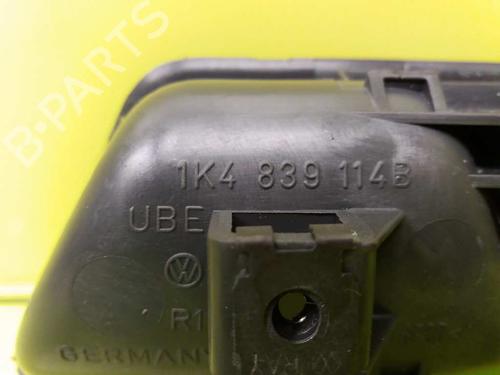 B-PARTS
1K4 839 114B
UBE
R1
GERMANY